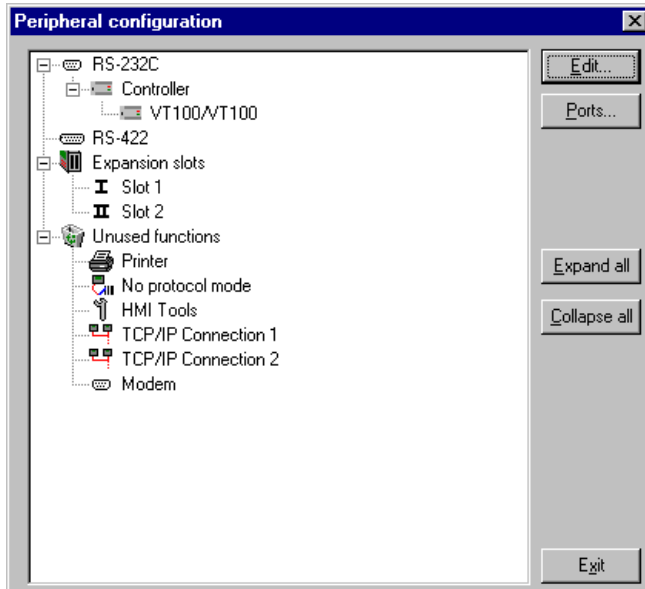 Peripheral configuration
RS-232C
Controller
VT100/VT100
RS-422
Expansion slots
Slot 1
Slot 2
Unused functions
Printer
No protocol mode
HMI Tools
TCP/IP Connection 1
TCP/IP Connection 2
Modem
Edit...
Ports...
Expand all
Collapse all
Exit